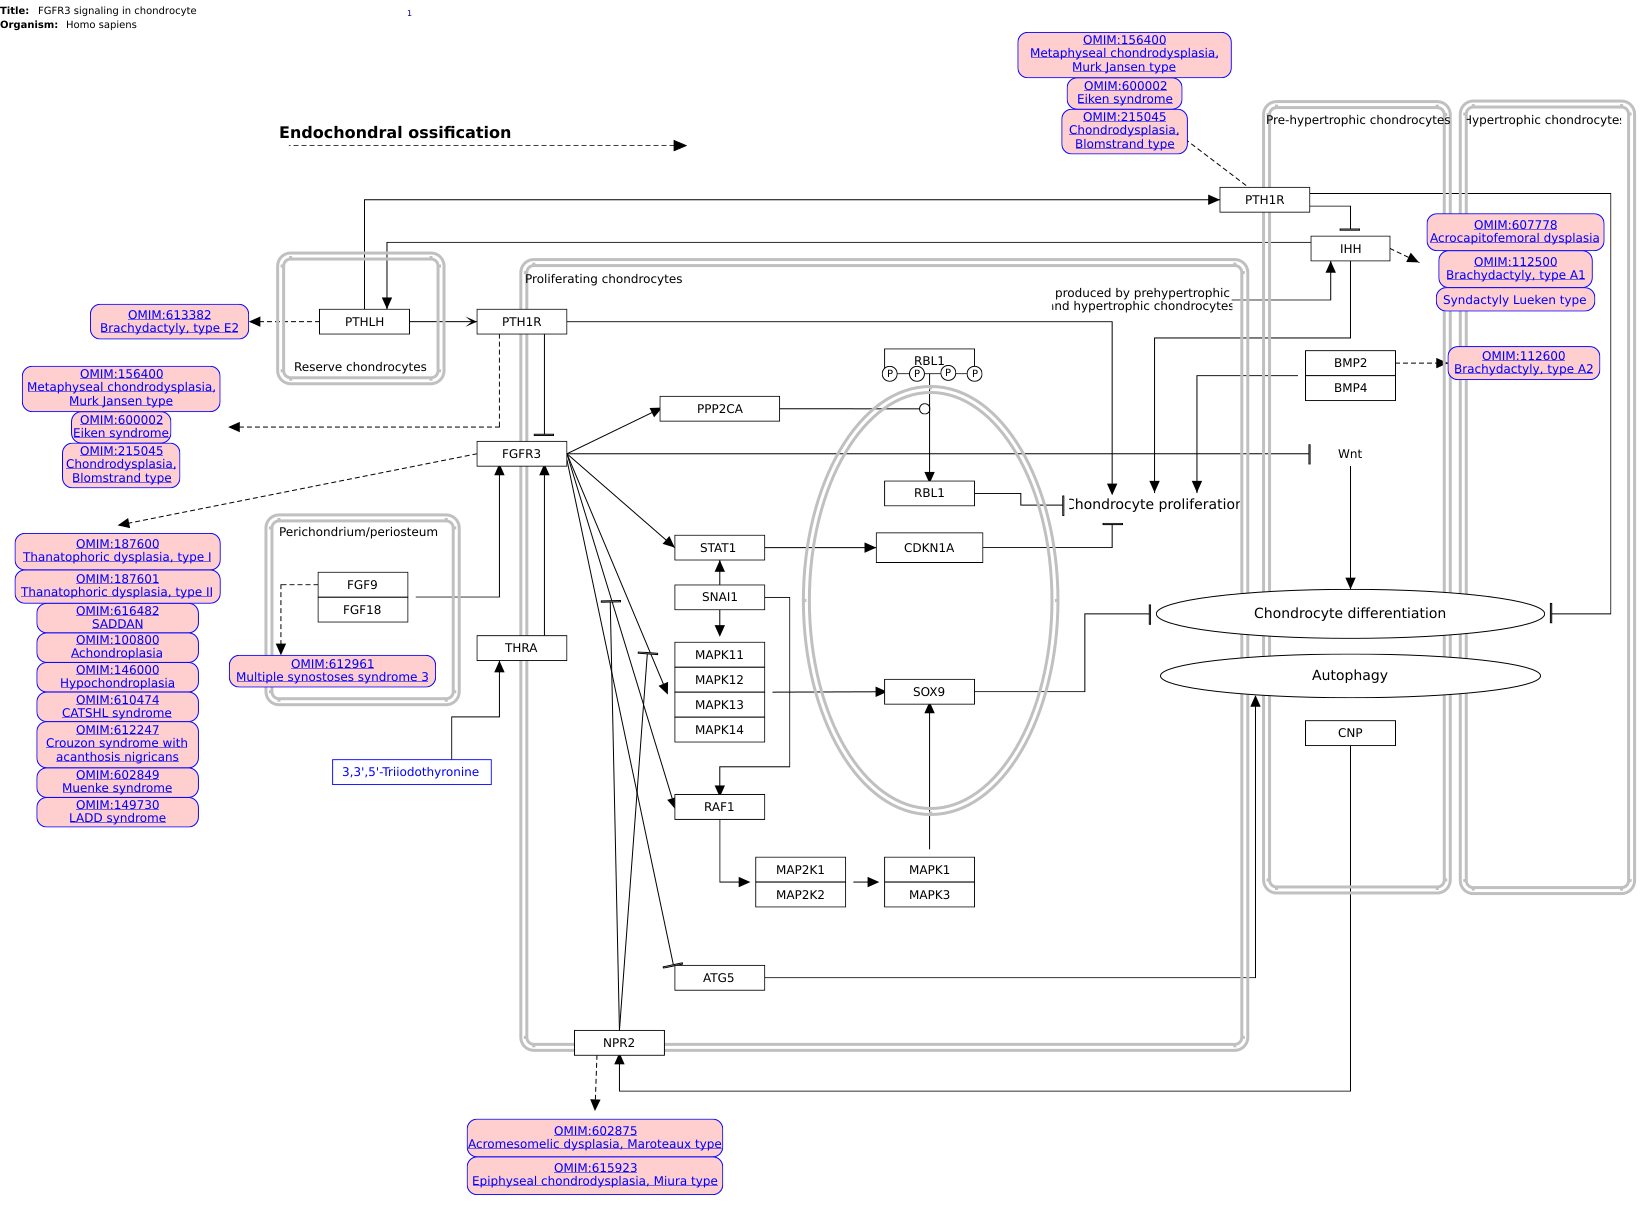 Title: FGFR3 signaling in chondrocyte
1
Organism: Homo sapiens
OMIM:156400
Metaphyseal chondrodysplasia,
Murk Jansen type
OMIM:600002
Eiken syndrome
OMIM:215045
Chondrodysplasia,
Blomstrand type
Endochondral ossification
Pre-hypertrophic chondrocytes
Hypertrophic chondrocytes
PTH1R
IHH
OMIM:607778
Acrocapitofemoral dysplasia
OMIM:112500
Brachydactyly, type A1
Syndactyly Lueken type
Proliferating chondrocytes
produced by prehypertrophic
and hypertrophic chondrocytes
OMIM:613382
Brachydactyly, type E2
PTHLH
PTH1R
Reserve chondrocytes
RBL1
P
P
P
P
BMP2
BMP4
OMIM:112600
Brachydactyly, type A2
OMIM:156400
Metaphyseal chondrodysplasia,
Murk Jansen type
OMIM:600002
Eiken syndrome
OMIM:215045
Chondrodysplasia,
Blomstrand type
PPP2CA
FGFR3
Wnt
RBL1
Chondrocyte proliferation
OMIM:187600
Thanatophoric dysplasia, type I
OMIM:187601
Thanatophoric dysplasia, type II
OMIM:616482
SADDAN
OMIM:100800
Achondroplasia
OMIM:146000
Hypochondroplasia
OMIM:610474
CATSHL syndrome
OMIM:612247
Crouzon syndrome with
acanthosis nigricans
OMIM:602849
Muenke syndrome
OMIM:149730
LADD syndrome
Perichondrium/periosteum
FGF9
FGF18
OMIM:612961
Multiple synostoses syndrome 3
THRA
3,3',5'-Triiodothyronine
STAT1
CDKN1A
SNAI1
MAPK11
MAPK12
MAPK13
MAPK14
SOX9
Chondrocyte differentiation
Autophagy
CNP
RAF1
MAP2K1
MAP2K2
MAPK1
MAPK3
ATG5
NPR2
OMIM:602875
Acromesomelic dysplasia, Maroteaux type
OMIM:615923
Epiphyseal chondrodysplasia, Miura type